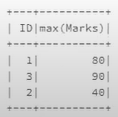 +---+----------+
| ID|max(Marks)|
+---+----------+
|  1|        80|
|  3|        90|
|  2|        40|
+---+----------+